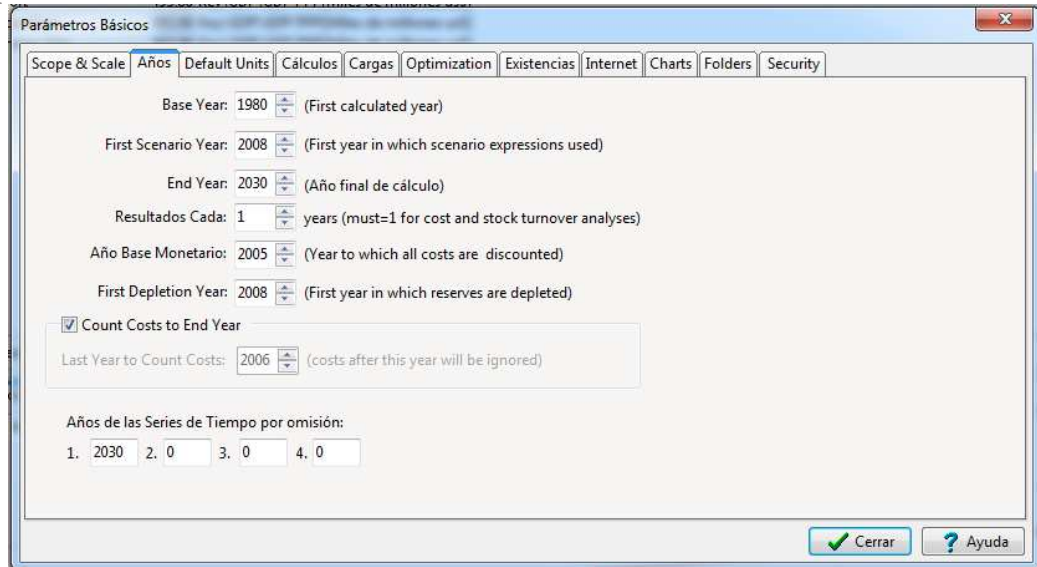 Parámetros Básicos
Scope & Scale Años Default Units Cálculos Cargas Optimization Existencias Internet Charts Folders Security
Base Year: 1980 (First calculated year)
First Scenario Year: 2008 (First year in which scenario expressions used)
End Year: 2030 (Año final de cálculo)
Resultados Cada: 1 years (must=1 for cost and stock turnover analyses)
Año Base Monetario: 2005 (Year to which all costs are discounted)
First Depletion Year: 2008 (First year in which reserves are depleted)
Count Costs to End Year
Last Year to Count Costs: 2006 (costs after this year will be ignored)
Años de las Series de Tiempo por omisión:
1. 2030 2. 0 3. 0 4. 0
Cerrar ? Ayuda